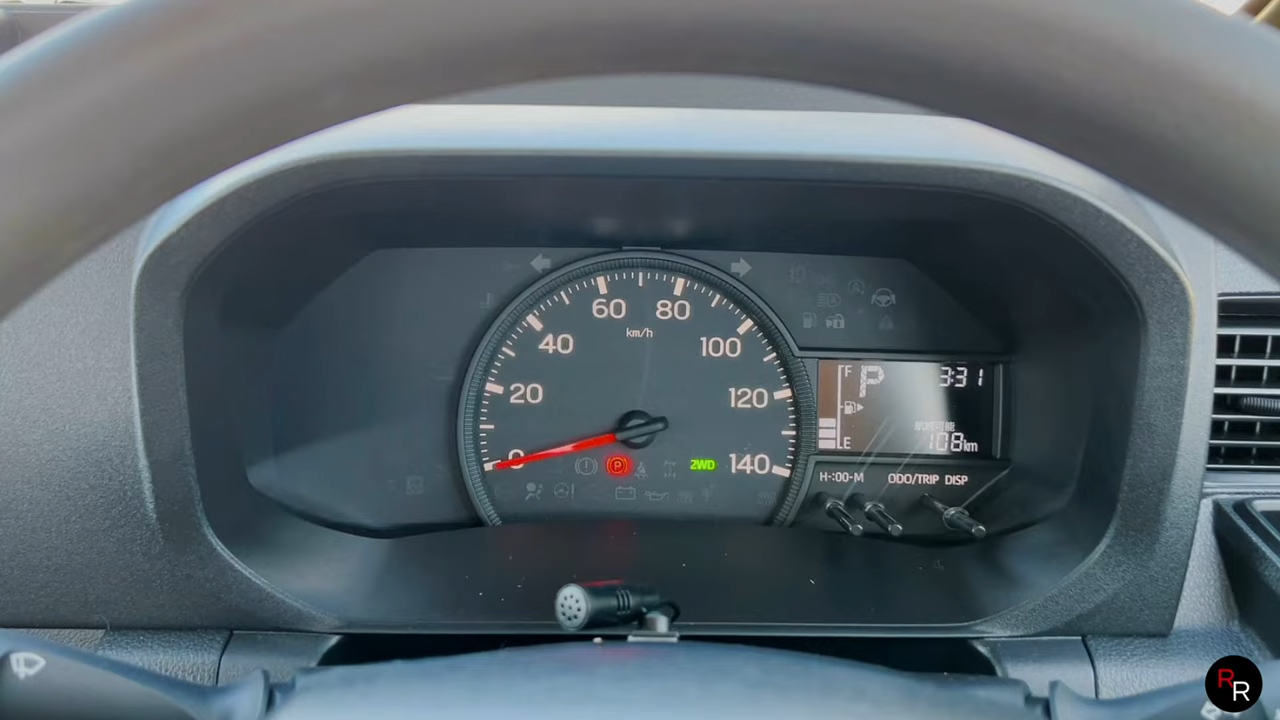 60 80
km/h
40 100
20 120
0 140
P 2WD
F P 3:31
航続可能
E 108km
H-:00-M ODO/TRIP DISP
R
R